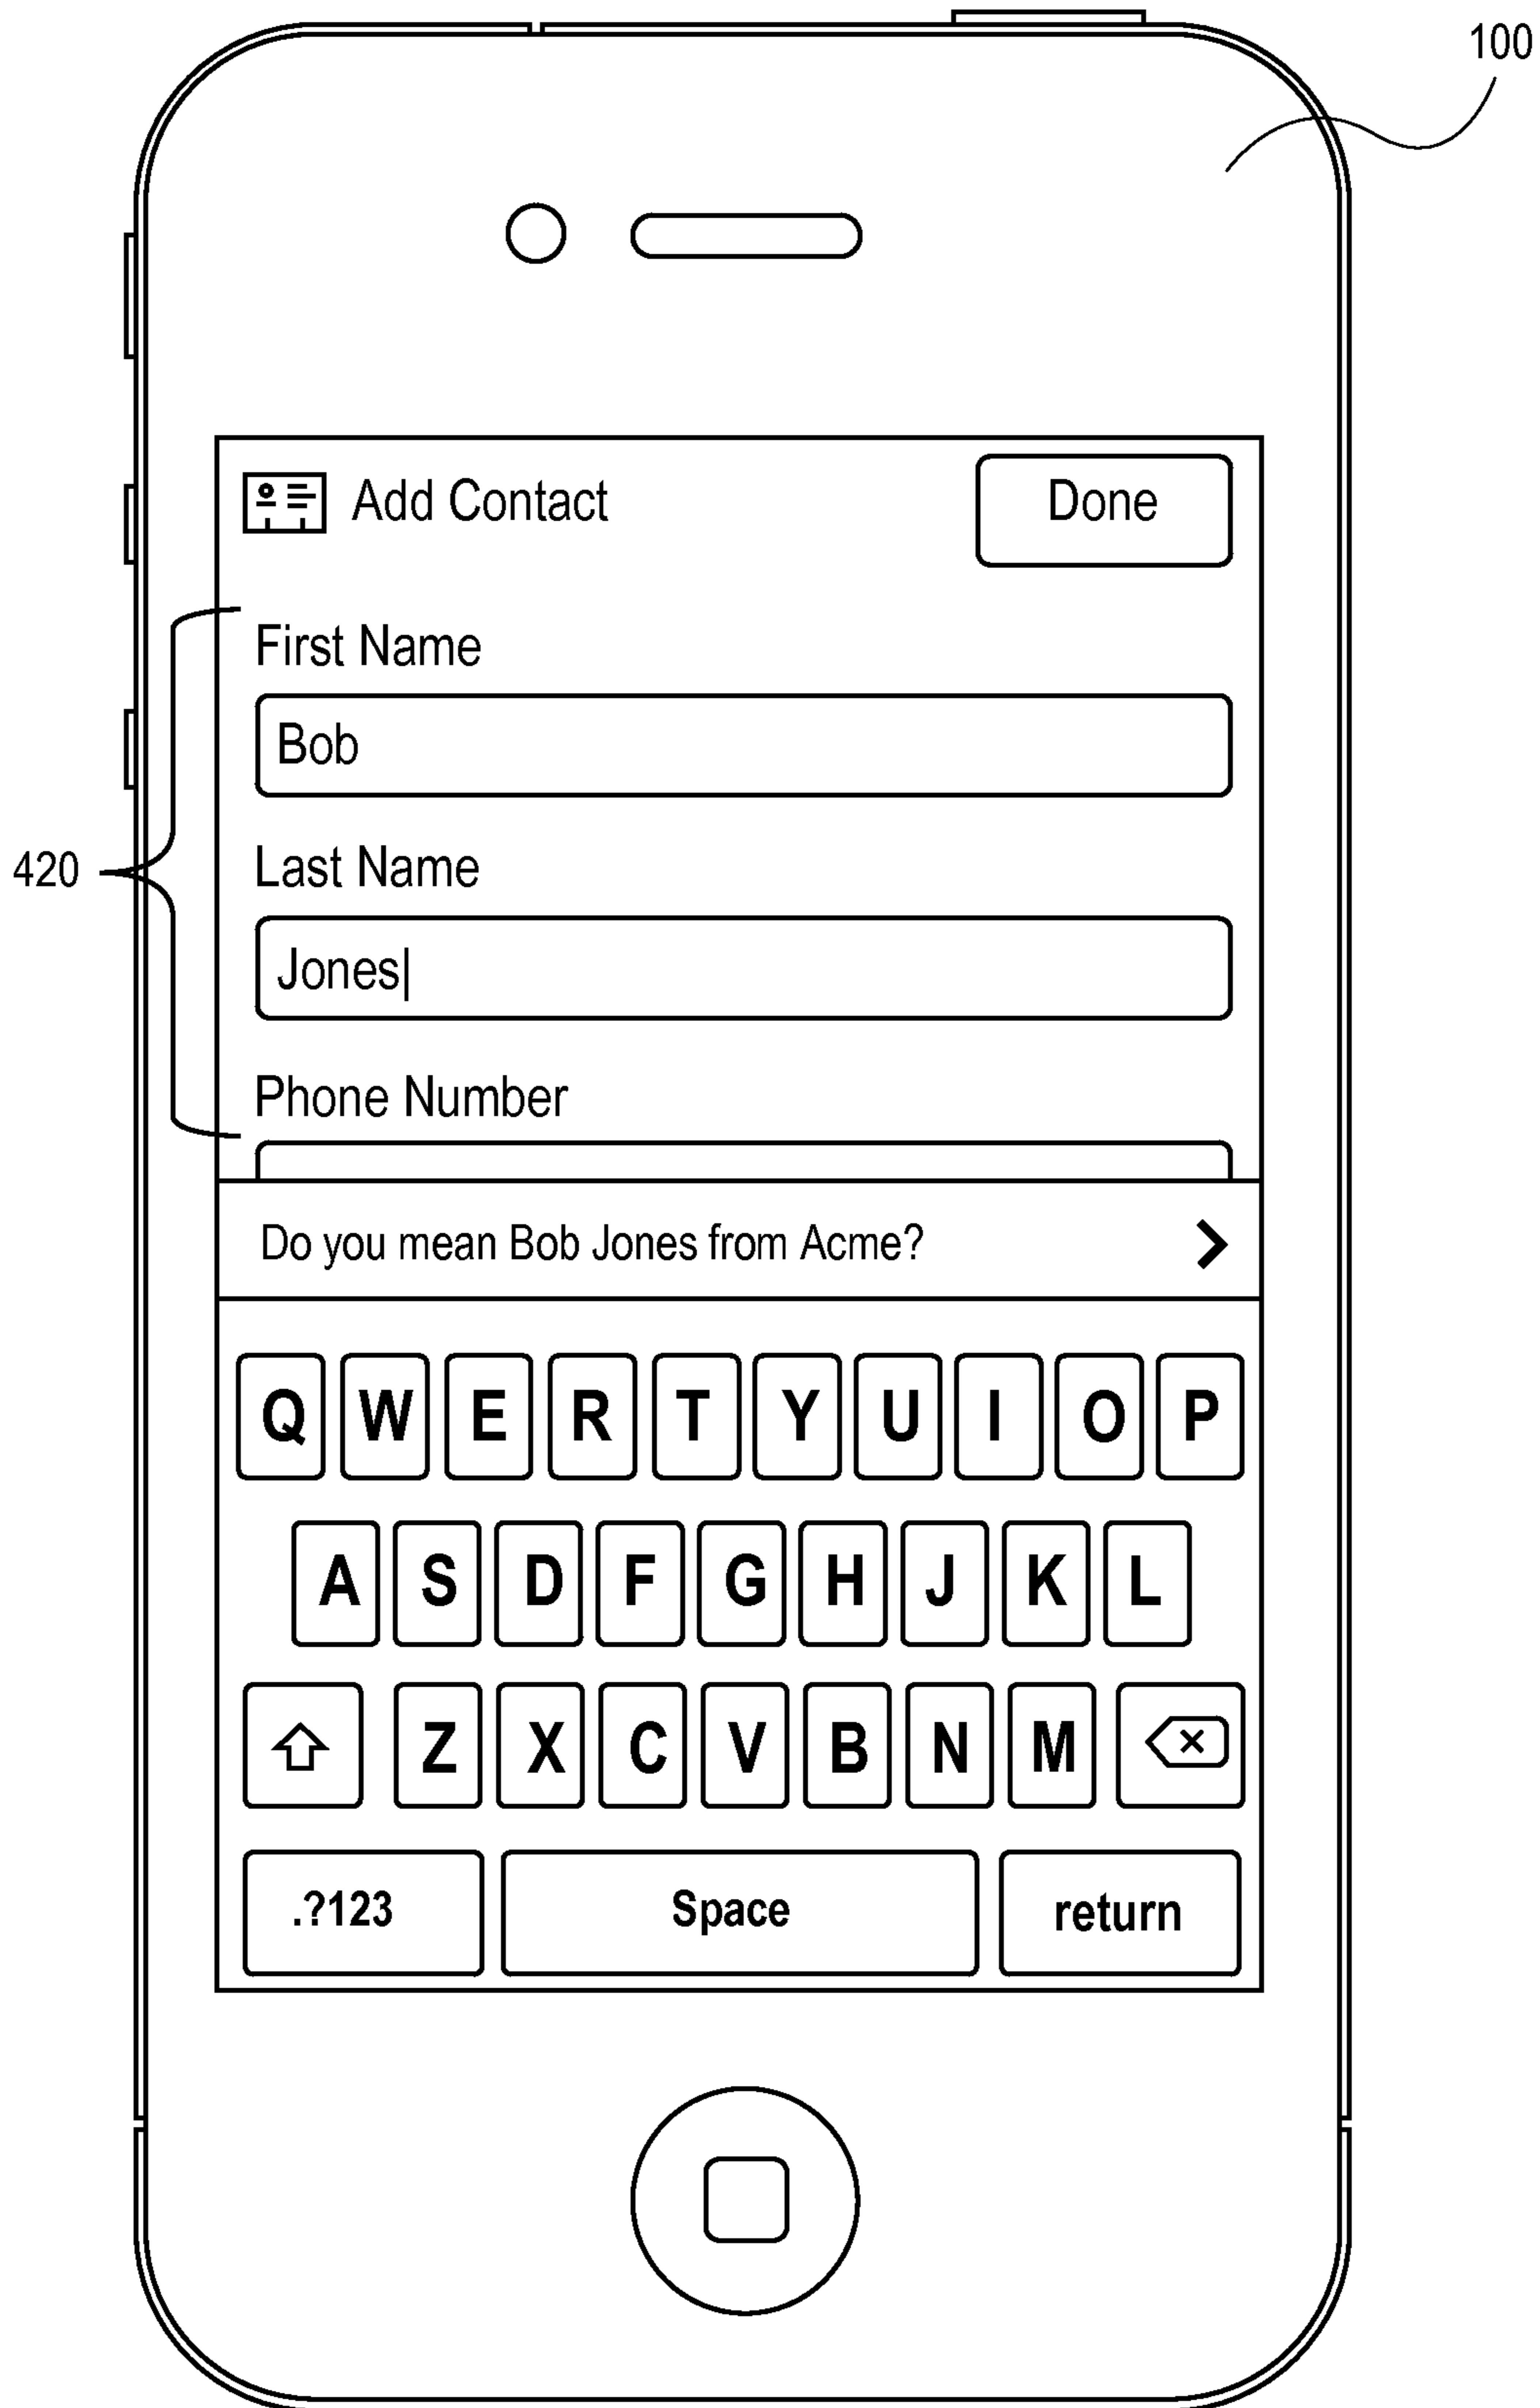 100
Add Contact Done
First Name
Bob
420
Last Name
Jones
Phone Number
Do you mean Bob Jones from Acme?
Q W E R T Y U I O P
A S D F G H J K L
Z X C V B N M
.?123 Space return